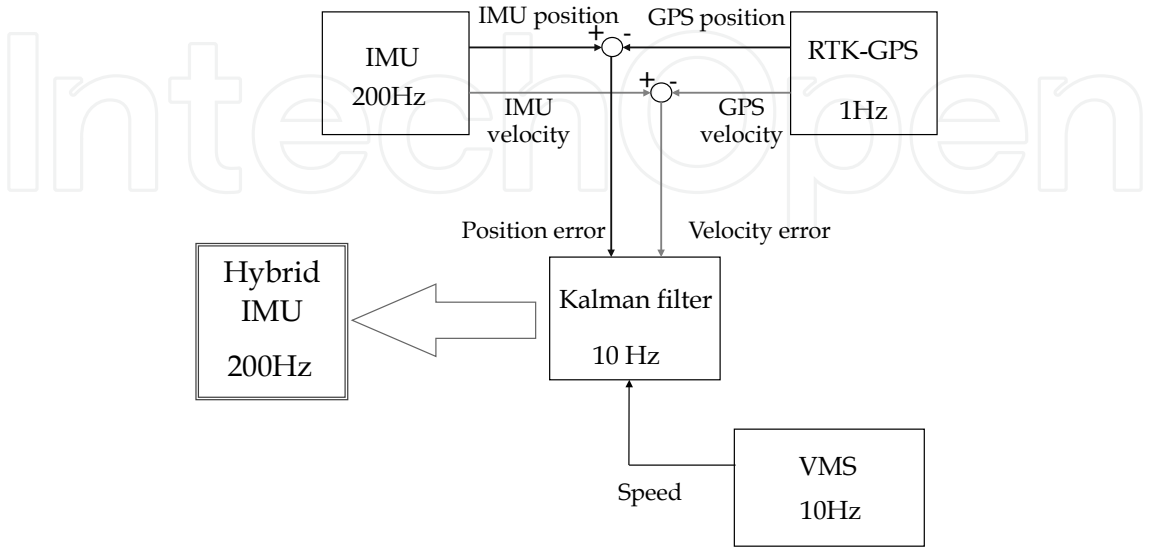 IMU position
GPS position
+
-
IMU
200Hz
RTK-GPS
1Hz
+
-
IMU
velocity
GPS
velocity
IntechOpen
Position error
Velocity error
Hybrid
IMU
200Hz
Kalman filter
10 Hz
Speed
VMS
10Hz